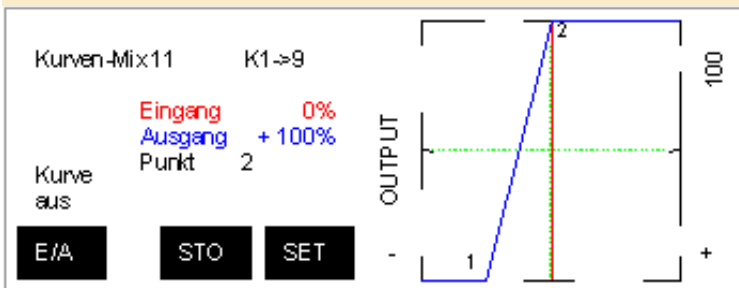 Kurven-Mix11 K1->9
Eingang 0%
Ausgang + 100%
Punkt 2
Kurve
aus
E/A STO SET
OUTPUT
2
1
- +
100